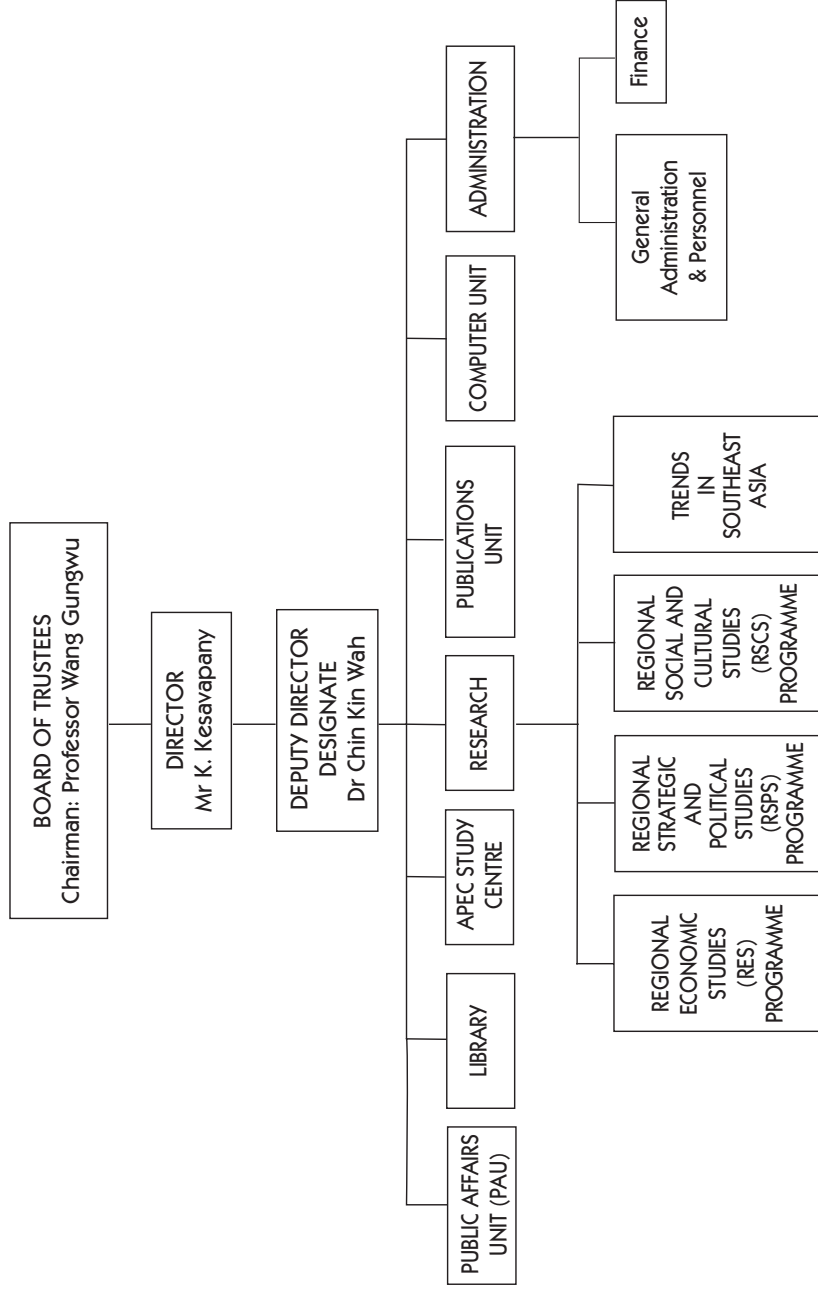 BOARD OF TRUSTEES
Chairman: Professor Wang Gungwu
DIRECTOR
Mr K. Kesavapany
DEPUTY DIRECTOR
DESIGNATE
Dr Chin Kin Wah
PUBLIC AFFAIRS
UNIT (PAU)
LIBRARY
APEC STUDY
CENTRE
RESEARCH
PUBLICATIONS
UNIT
COMPUTER UNIT
ADMINISTRATION
REGIONAL
ECONOMIC
STUDIES
(RES)
PROGRAMME
REGIONAL
STRATEGIC
AND
POLITICAL
STUDIES
(RSPS)
PROGRAMME
REGIONAL
SOCIAL AND
CULTURAL
STUDIES
(RSCS)
PROGRAMME
TRENDS
IN
SOUTHEAST
ASIA
General
Administration
& Personnel
Finance